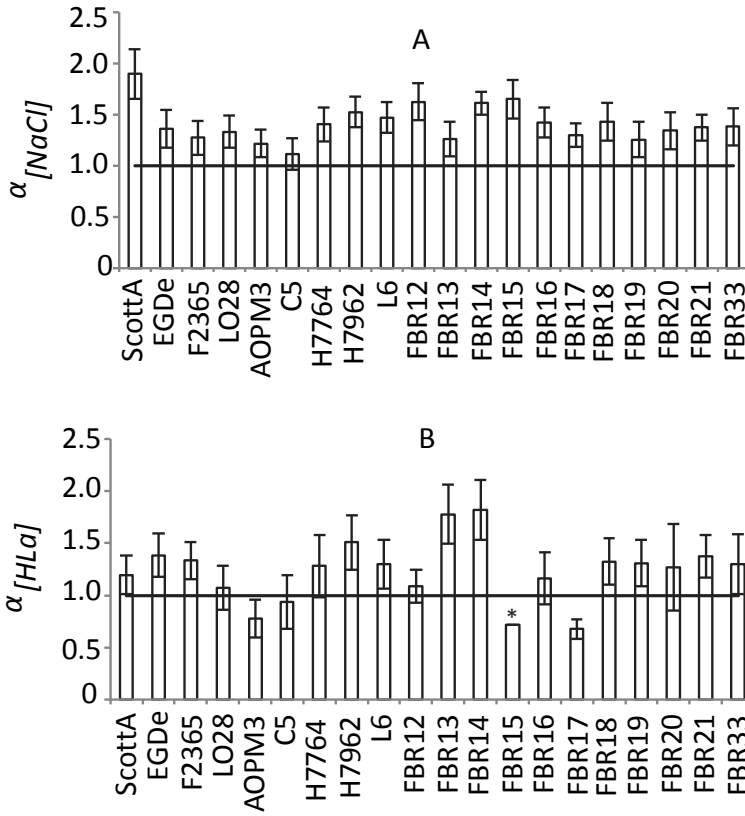 A
α [NaCl]
2.5
2.0
1.5
1.0
0.5
0
ScottA
EGDe
F2365
LO28
AOPM3
C5
H7764
H7962
L6
FBR12
FBR13
FBR14
FBR15
FBR16
FBR17
FBR18
FBR19
FBR20
FBR21
FBR33
B
α [HLa]
2.5
2.0
1.5
1.0
0.5
0
*
ScottA
EGDe
F2365
LO28
AOPM3
C5
H7764
H7962
L6
FBR12
FBR13
FBR14
FBR15
FBR16
FBR17
FBR18
FBR19
FBR20
FBR21
FBR33